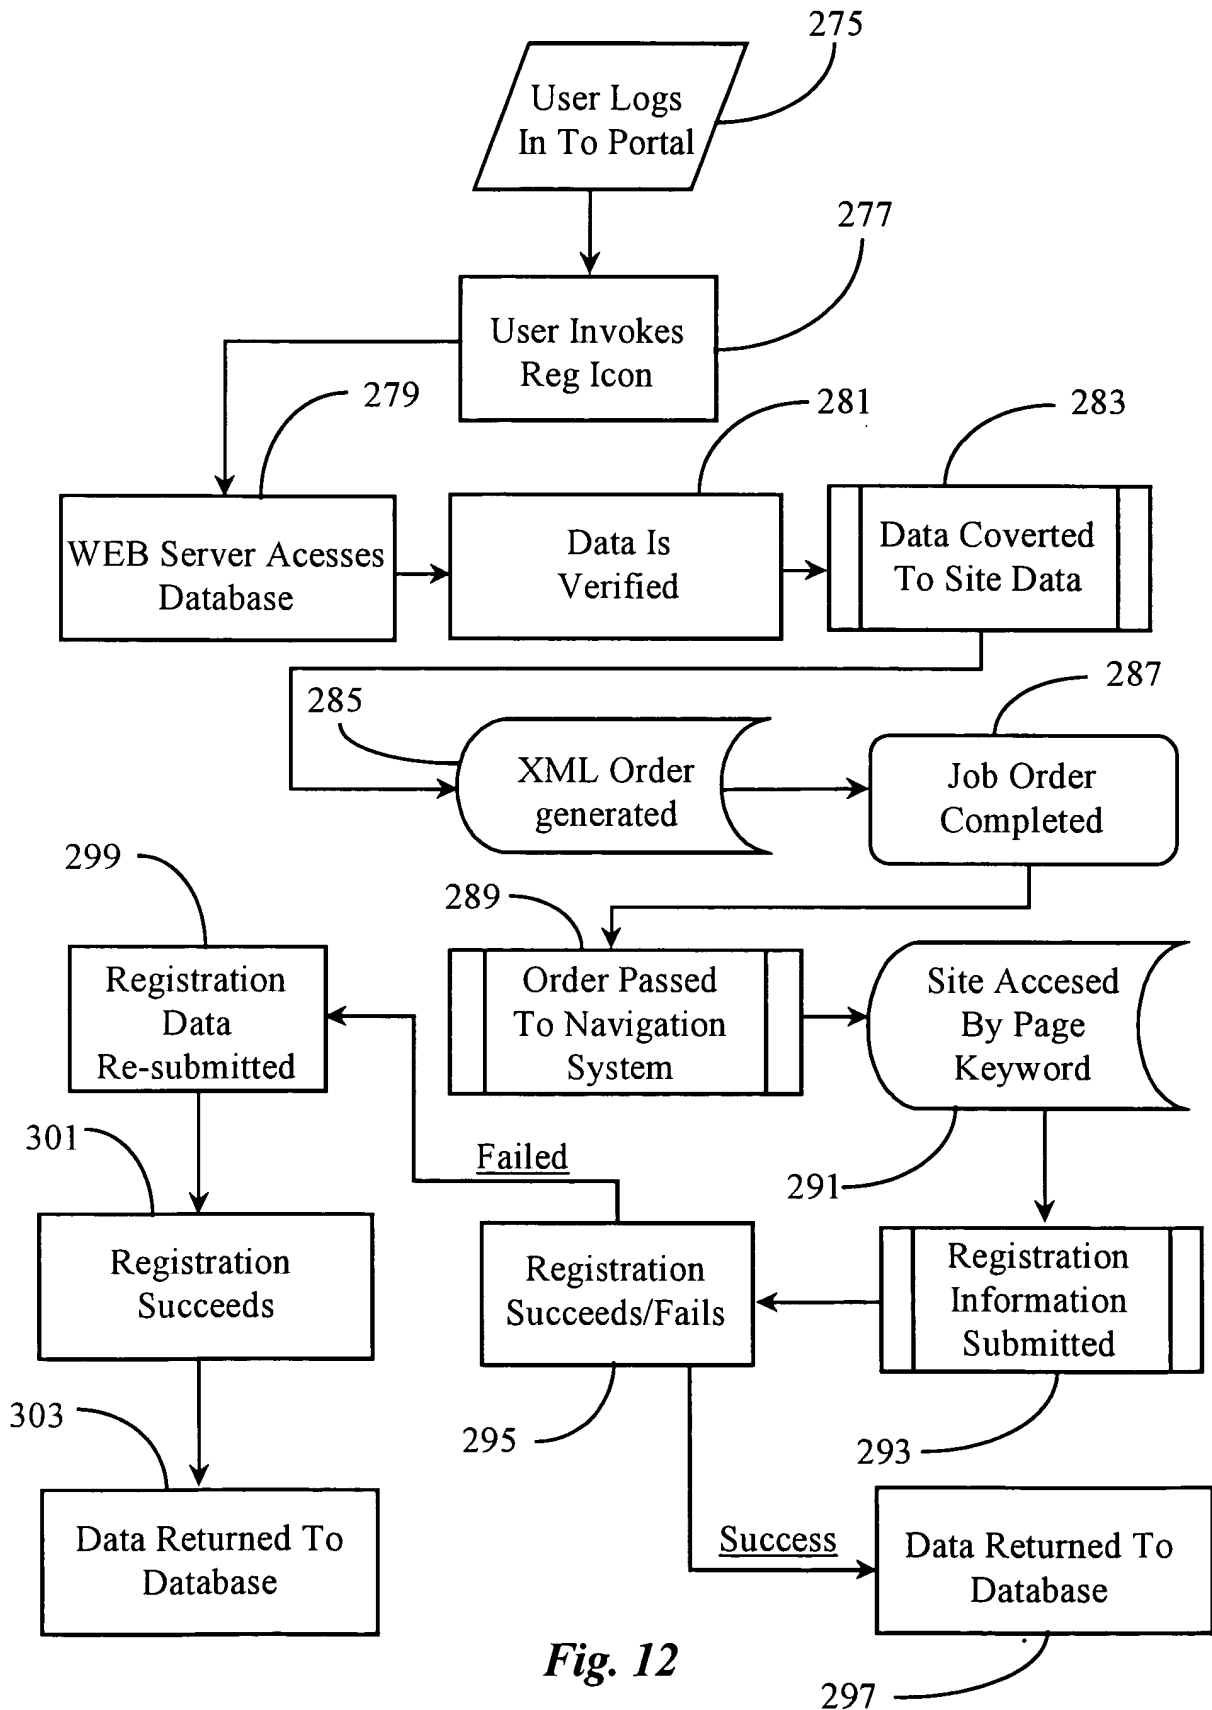 275
User Logs
In To Portal
277
User Invokes
Reg Icon
279
WEB Server Acesses
Database
281
Data Is
Verified
283
Data Coverted
To Site Data
285
XML Order
generated
287
Job Order
Completed
289
Order Passed
To Navigation
System
Site Accesed
By Page
Keyword
291
Registration
Information
Submitted
293
Registration
Succeeds/Fails
295
Failed
299
Registration
Data
Re-submitted
301
Registration
Succeeds
303
Data Returned To
Database
Success
Data Returned To
Database
297
Fig. 12